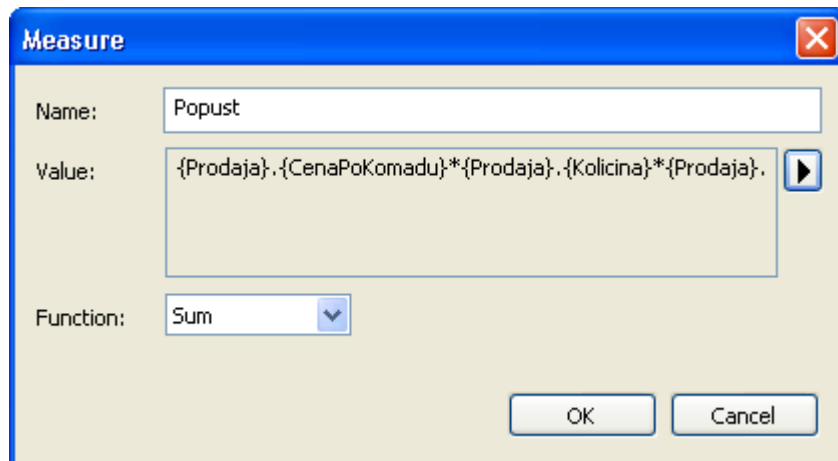 Measure
Name: Popust
Value: {Prodaja}.{CenaPoKomadu}*{Prodaja}.{Kolicina}*{Prodaja}.
Function: Sum
OK Cancel